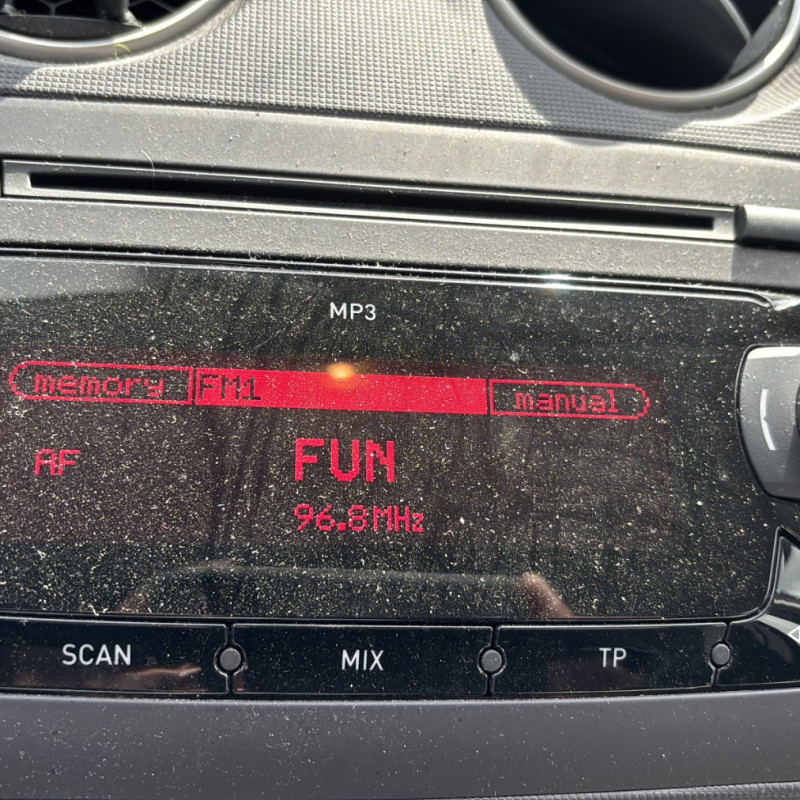 MP3
memory FM1 manual
AF FUN
96.8MHz
SCAN MIX TP